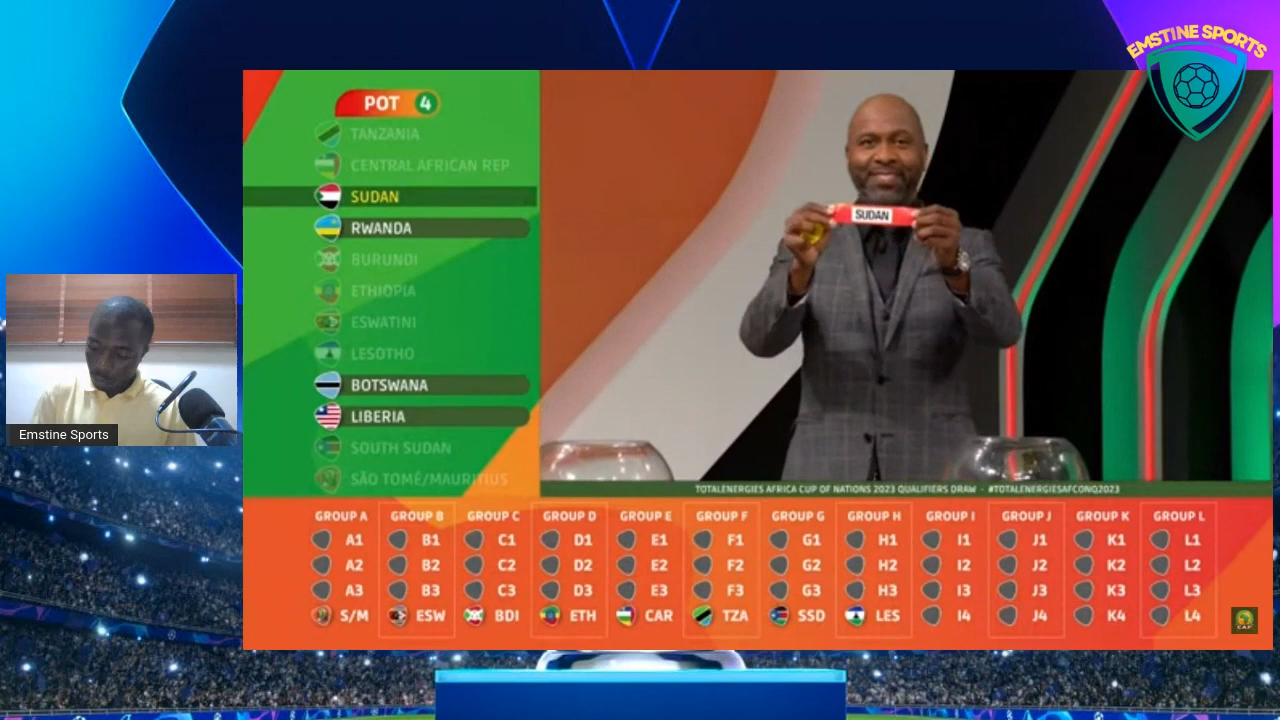 EMSTINE SPORTS
POT 4
TANZANIA
CENTRAL AFRICAN REP
SUDAN
RWANDA
BURUNDI
ETHIOPIA
ESWATINI
LESOTHO
BOTSWANA
LIBERIA
SOUTH SUDAN
SÃO TOMÉ/MAURITIUS
SUDAN
Emstine Sports
TOTALENERGIES AFRICA CUP OF NATIONS 2023 QUALIFIERS DRAW - #TOTALENERGIESAFCONQ2023
GROUP A GROUP B GROUP C GROUP D GROUP E GROUP F GROUP G GROUP H GROUP I GROUP J GROUP K GROUP L
A1 B1 C1 D1 E1 F1 G1 H1 I1 J1 K1 L1
A2 B2 C2 D2 E2 F2 G2 H2 I2 J2 K2 L2
A3 B3 C3 D3 E3 F3 G3 H3 I3 J3 K3 L3
S/M ESW BDI ETH CAR TZA SSD LES I4 J4 K4 L4
CAF